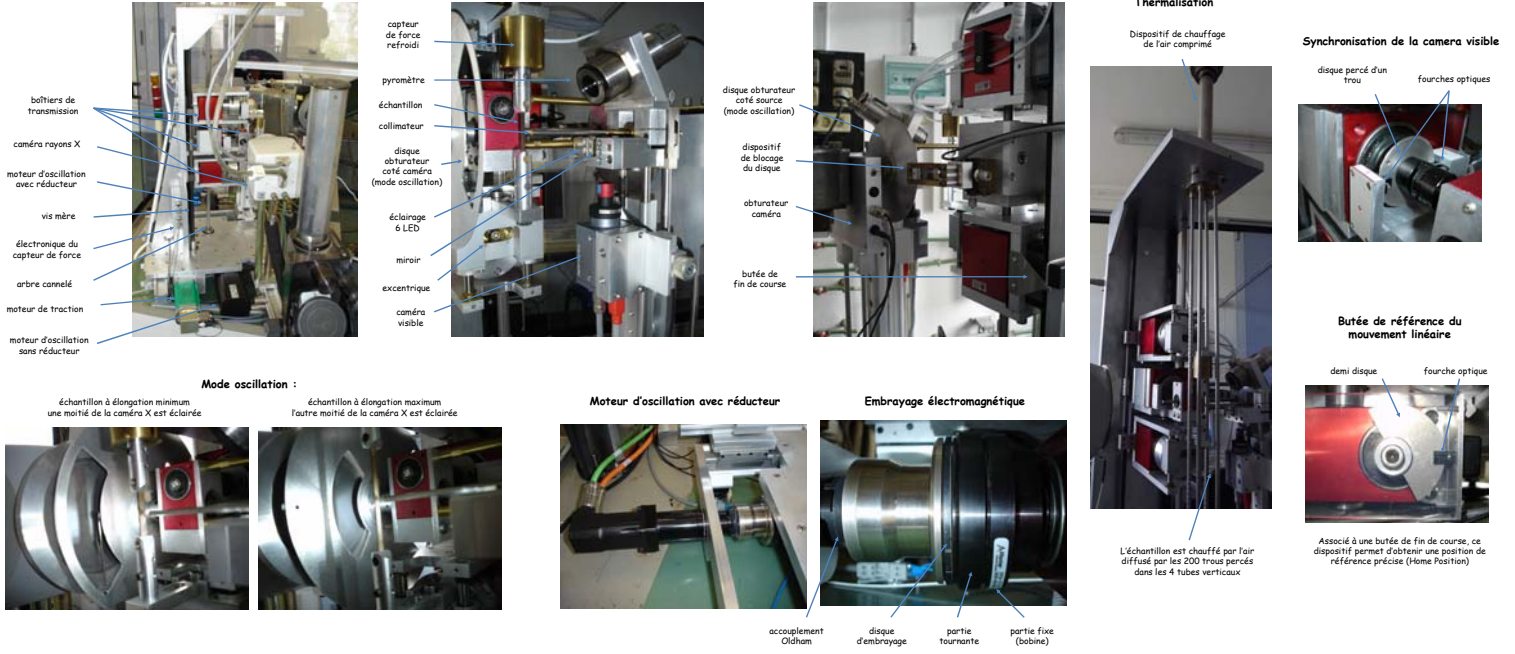 boîtiers de
transmission
caméra rayons X
moteur d'oscillation
avec réducteur
vis mère
électronique du
capteur de force
arbre cannelé
moteur de traction
moteur d'oscillation
sans réducteur
capteur
de force
refroidi
pyromètre
échantillon
collimateur
disque
obturateur
coté caméra
(mode oscillation)
éclairage
6 LED
miroir
excentrique
caméra
visible
disque obturateur
coté source
(mode oscillation)
dispositif
de blocage
du disque
obturateur
caméra
butée de
fin de course
Thermalisation
Dispositif de chauffage
de l'air comprimé
L'échantillon est chauffé par l'air
diffusé par les 200 trous percés
dans les 4 tubes verticaux
Synchronisation de la camera visible
disque percé d'un
trou
fourches optiques
Butée de référence du
mouvement linéaire
demi disque
fourche optique
Associé à une butée de fin de course, ce
dispositif permet d'obtenir une position de
référence précise (Home Position)
Mode oscillation :
échantillon à élongation minimum
une moitié de la caméra X est éclairée
échantillon à élongation maximum
l'autre moitié de la caméra X est éclairée
Moteur d'oscillation avec réducteur
Embrayage électromagnétique
accouplement
Oldham
disque
d'embrayage
partie
tournante
partie fixe
(bobine)